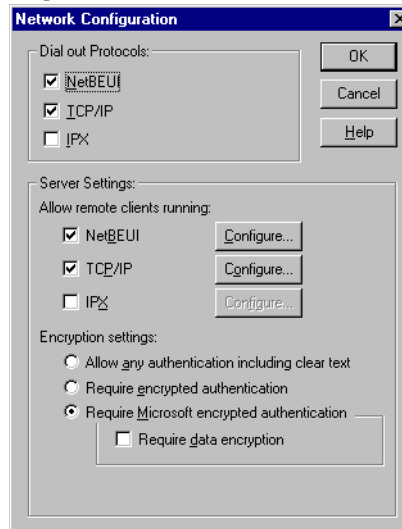 Network Configuration
Dial out Protocols:
NetBEUI
TCP/IP
IPX
OK
Cancel
Help
Server Settings:
Allow remote clients running:
NetBEUI Configure...
TCP/IP Configure...
IPX Configure...
Encryption settings:
Allow any authentication including clear text
Require encrypted authentication
Require Microsoft encrypted authentication
Require data encryption